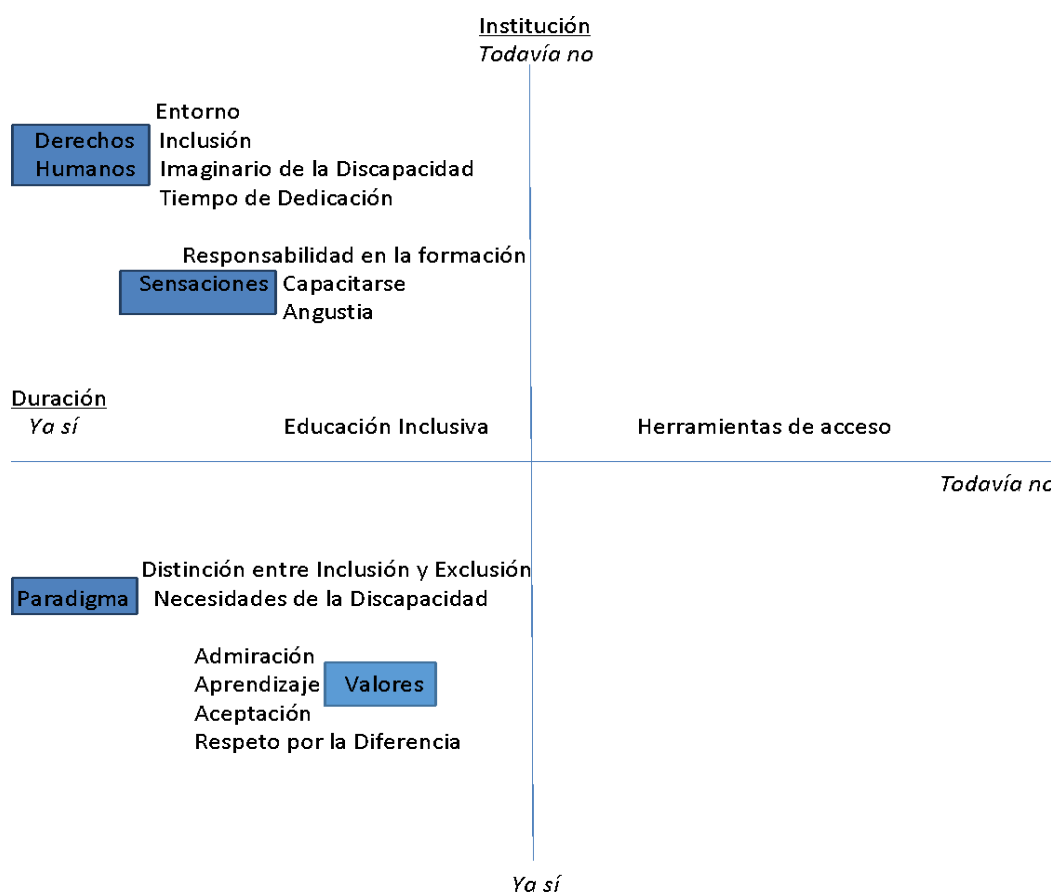 Institución
Todavía no
Entorno
Derechos Inclusión
Humanos Imaginario de la Discapacidad
Tiempo de Dedicación
Responsabilidad en la formación
Sensaciones Capacitarse
Angustia
Duración
Ya sí Educación Inclusiva Herramientas de acceso
Todavía no
Distinción entre Inclusión y Exclusión
Paradigma Necesidades de la Discapacidad
Admiración
Aprendizaje Valores
Aceptación
Respeto por la Diferencia
Ya sí